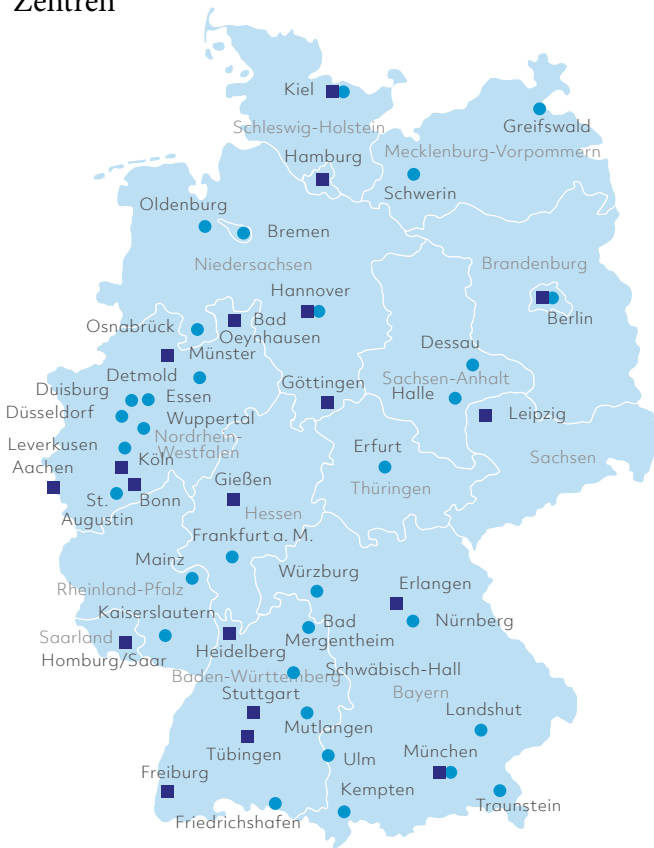 Zentren
Kiel
Schleswig-Holstein
Greifswald
Hamburg
Mecklenburg-Vorpommern
Schwerin
Oldenburg
Bremen
Niedersachsen
Brandenburg
Hannover
Berlin
Osnabrück
Bad
Oeynhausen
Münster
Dessau
Detmold
Göttingen
Sachsen-Anhalt
Duisburg
Essen
Halle
Düsseldorf
Leipzig
Wuppertal
Nordrhein-
Westfalen
Leverkusen
Erfurt
Köln
Sachsen
Aachen
Gießen
Thüringen
St.
Augustin
Bonn
Hessen
Frankfurt a. M.
Mainz
Würzburg
Erlangen
Rheinland-Pfalz
Kaiserslautern
Bad
Mergentheim
Nürnberg
Saarland
Heidelberg
Homburg/Saar
Schwäbisch-Hall
Baden-Württemberg
Bayern
Stuttgart
Landshut
Mutlangen
Tübingen
Ulm
München
Freiburg
Kempten
Traunstein
Friedrichshafen